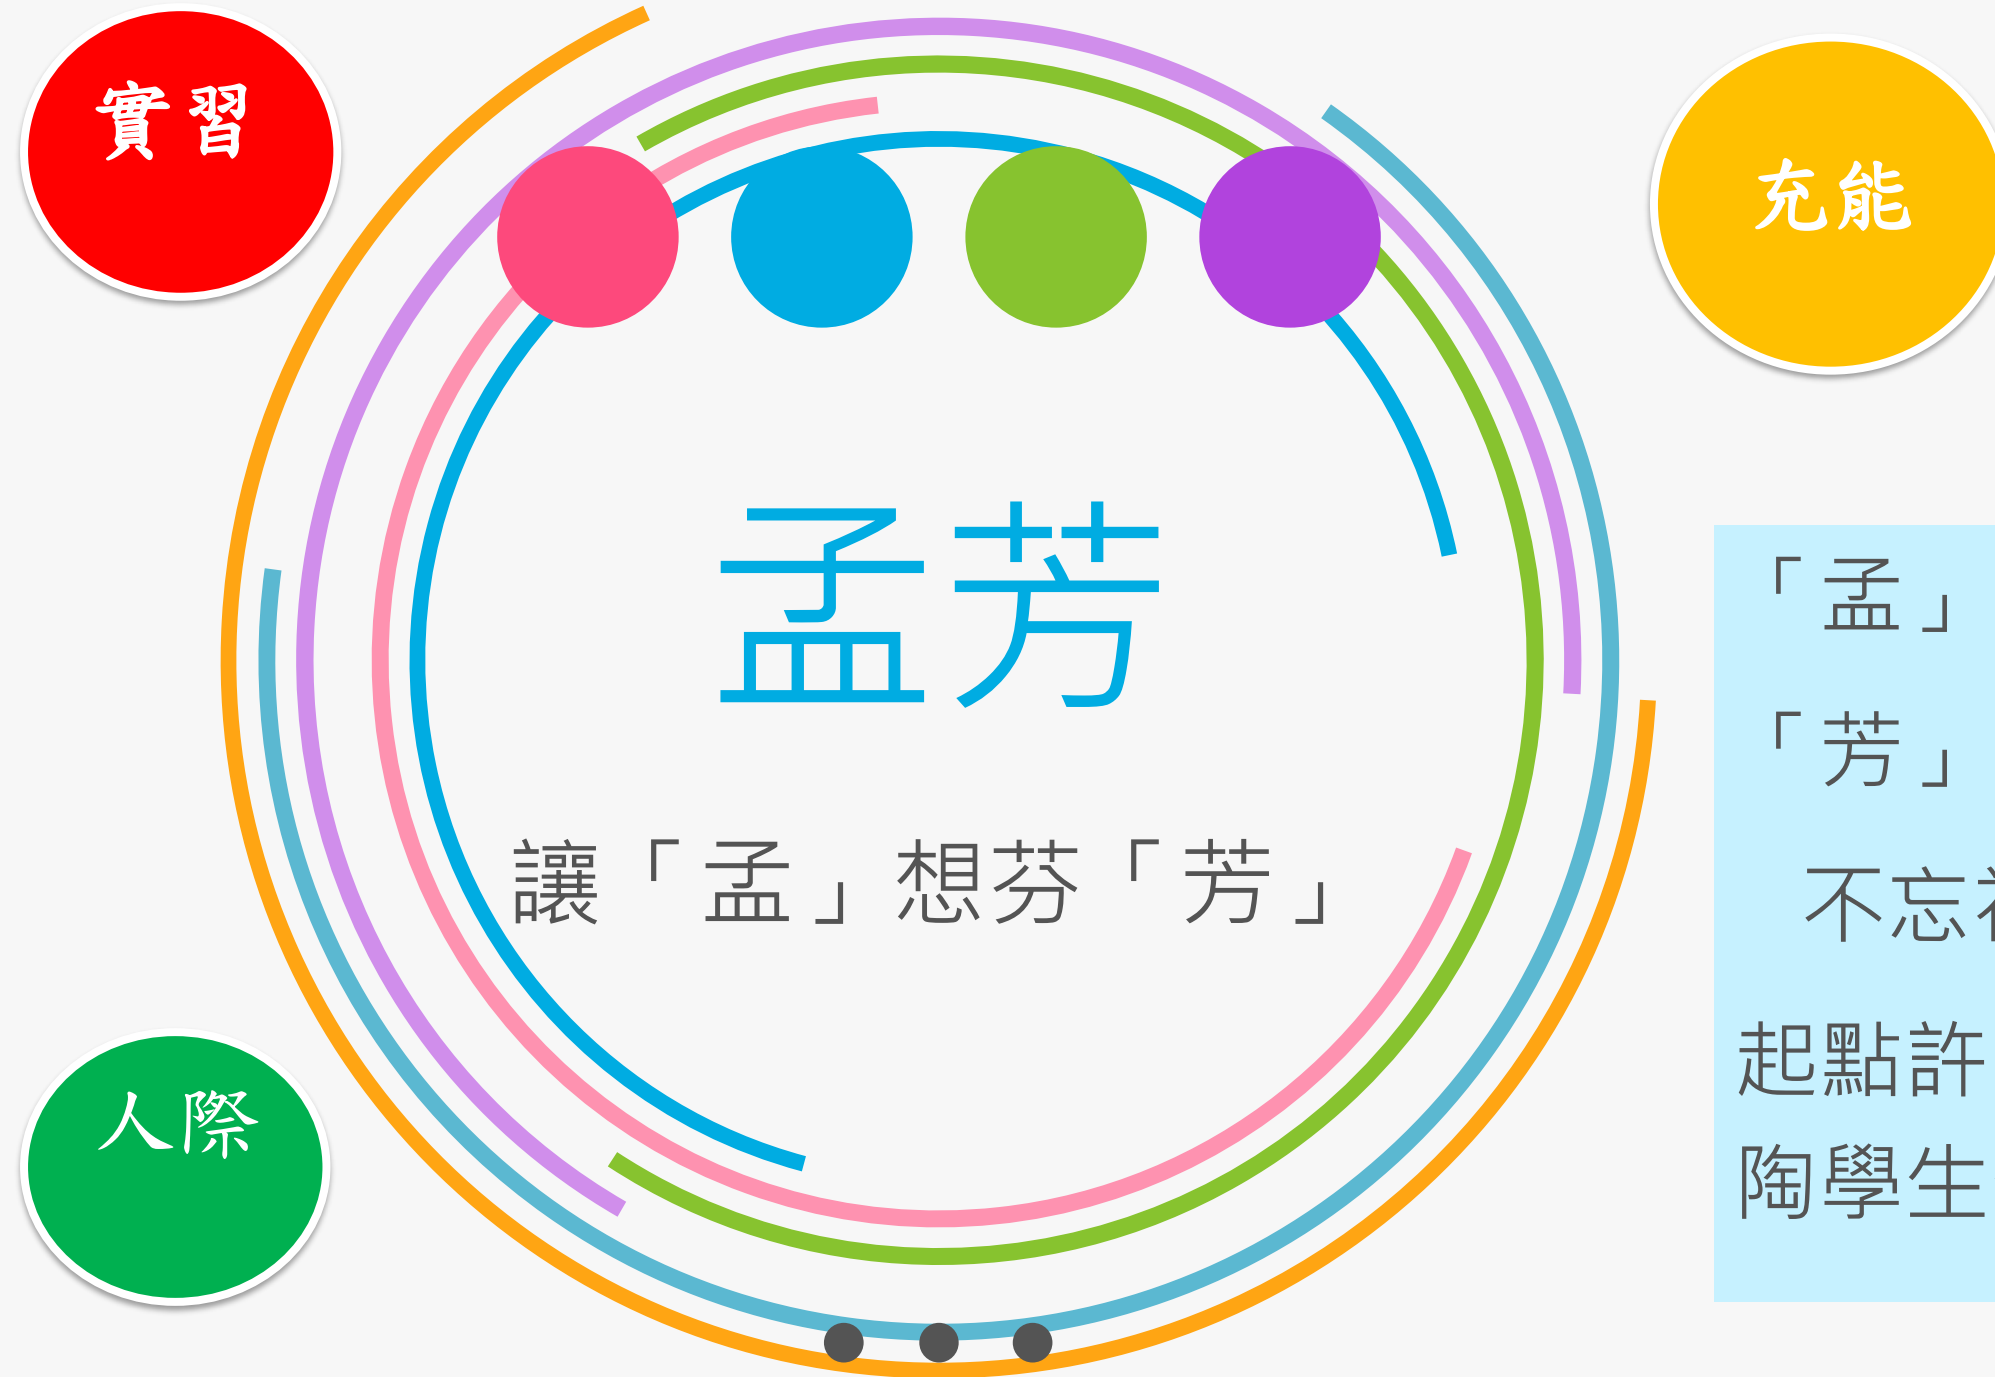 實習
充能
孟芳
「孟」
「芳」
讓「孟」想芬「芳」
不忘
起點許
陶學生
人際